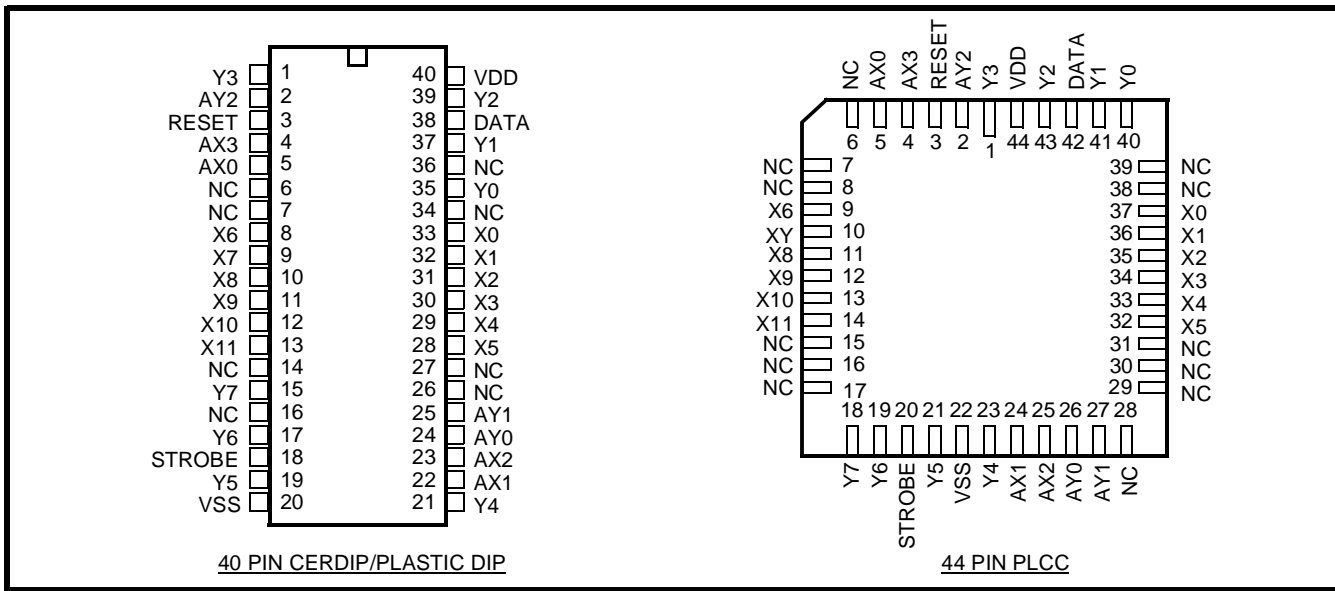 Y3 1 40 VDD
AY2 2 39 Y2
RESET 3 38 DATA
AX3 4 37 Y1
AX0 5 36 NC
NC 6 35 Y0
NC 7 34 NC
X6 8 33 X0
X7 9 32 X1
X8 10 31 X2
X9 11 30 X3
X10 12 29 X4
X11 13 28 X5
NC 14 27 NC
Y7 15 26 NC
NC 16 25 AY1
Y6 17 24 AY0
STROBE 18 23 AX2
Y5 19 22 AX1
VSS 20 21 Y4
40 PIN CERDIP/PLASTIC DIP
NC AX0 AX3 RESET AY2 Y3 VDD Y2 DATA Y1 Y0
6 5 4 3 2 1 44 43 42 41 40
NC 7 39 NC
NC 8 38 NC
X6 9 37 X0
XY 10 36 X1
X8 11 35 X2
X9 12 34 X3
X10 13 33 X4
X11 14 32 X5
NC 15 31 NC
NC 16 30 NC
NC 17 29 NC
18 19 20 21 22 23 24 25 26 27 28
Y7 Y6 STROBE Y5 VSS Y4 AX1 AX2 AY0 AY1 NC
44 PIN PLCC